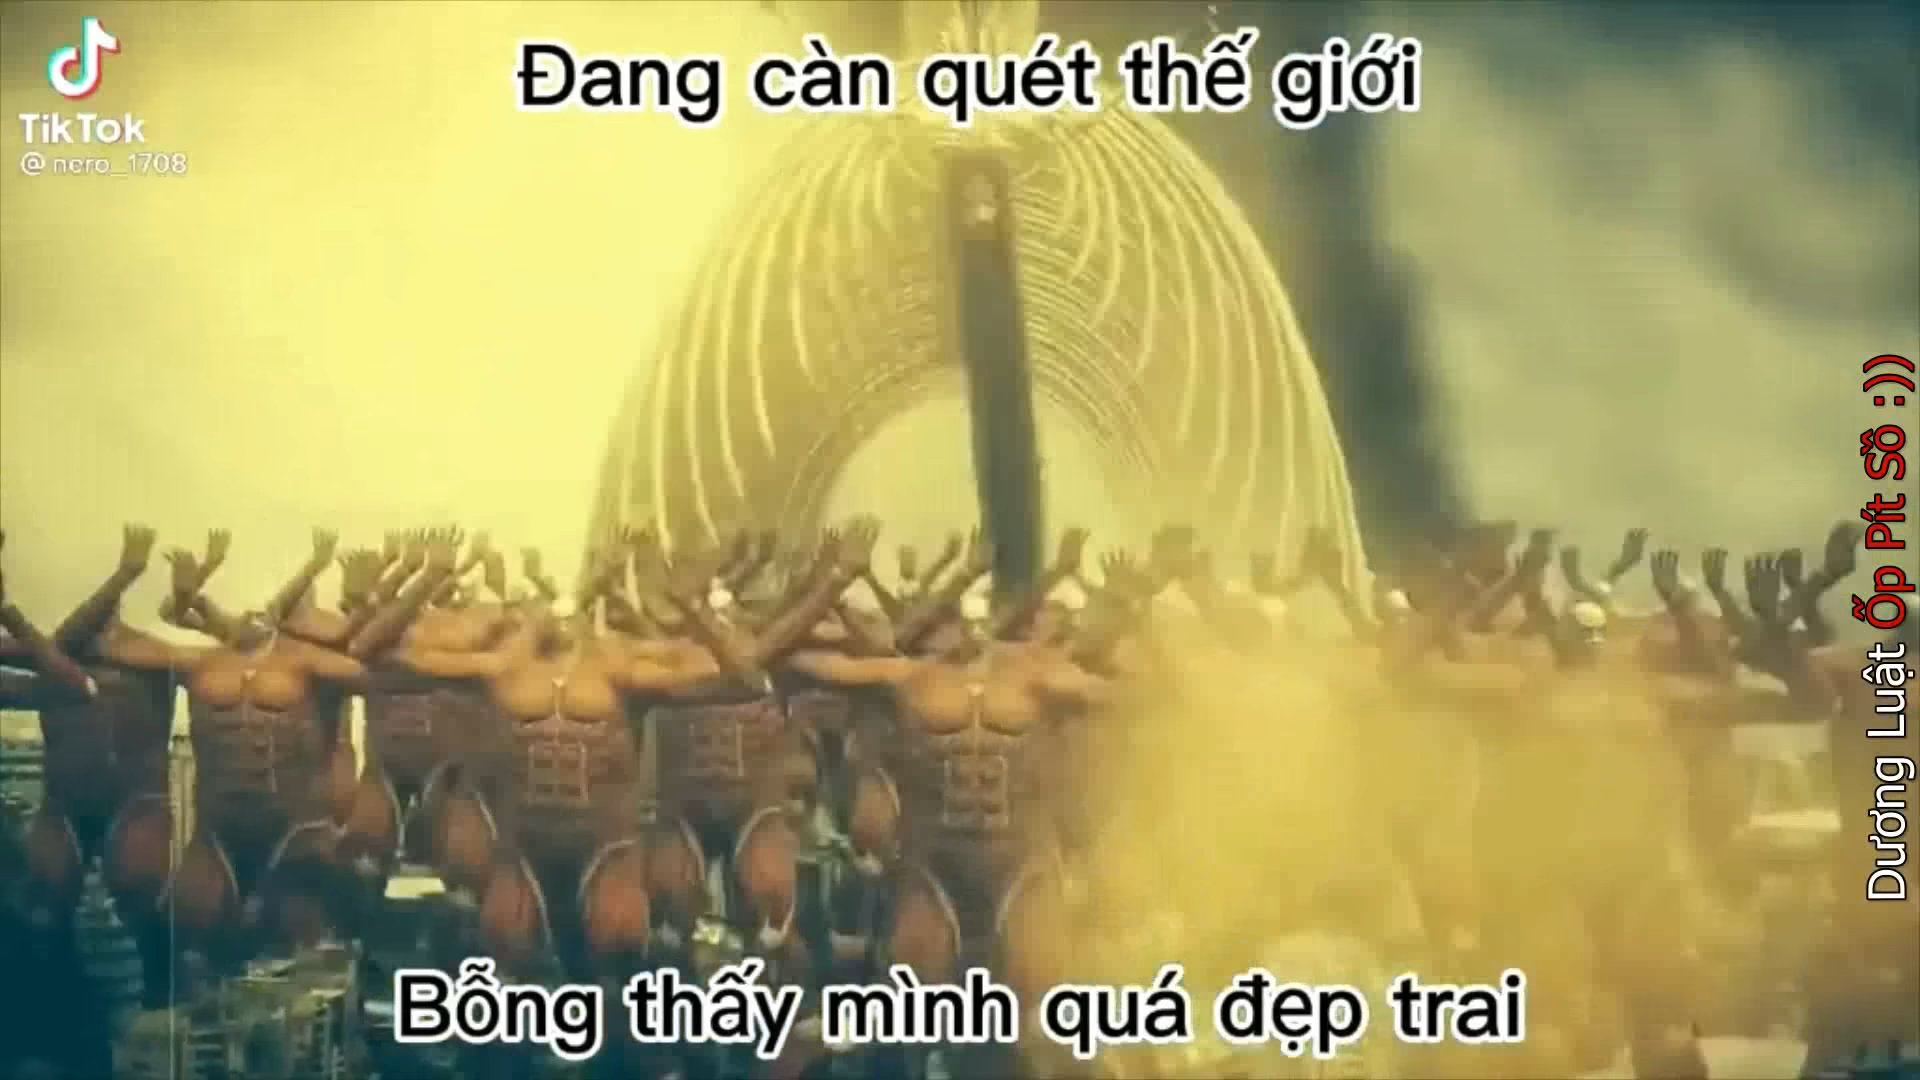 Đang càn quét thế giới
TikTok
@nero_1708
Dương Luật Ốp Pít Sồ :))
Bỗng thấy mình quá đẹp trai